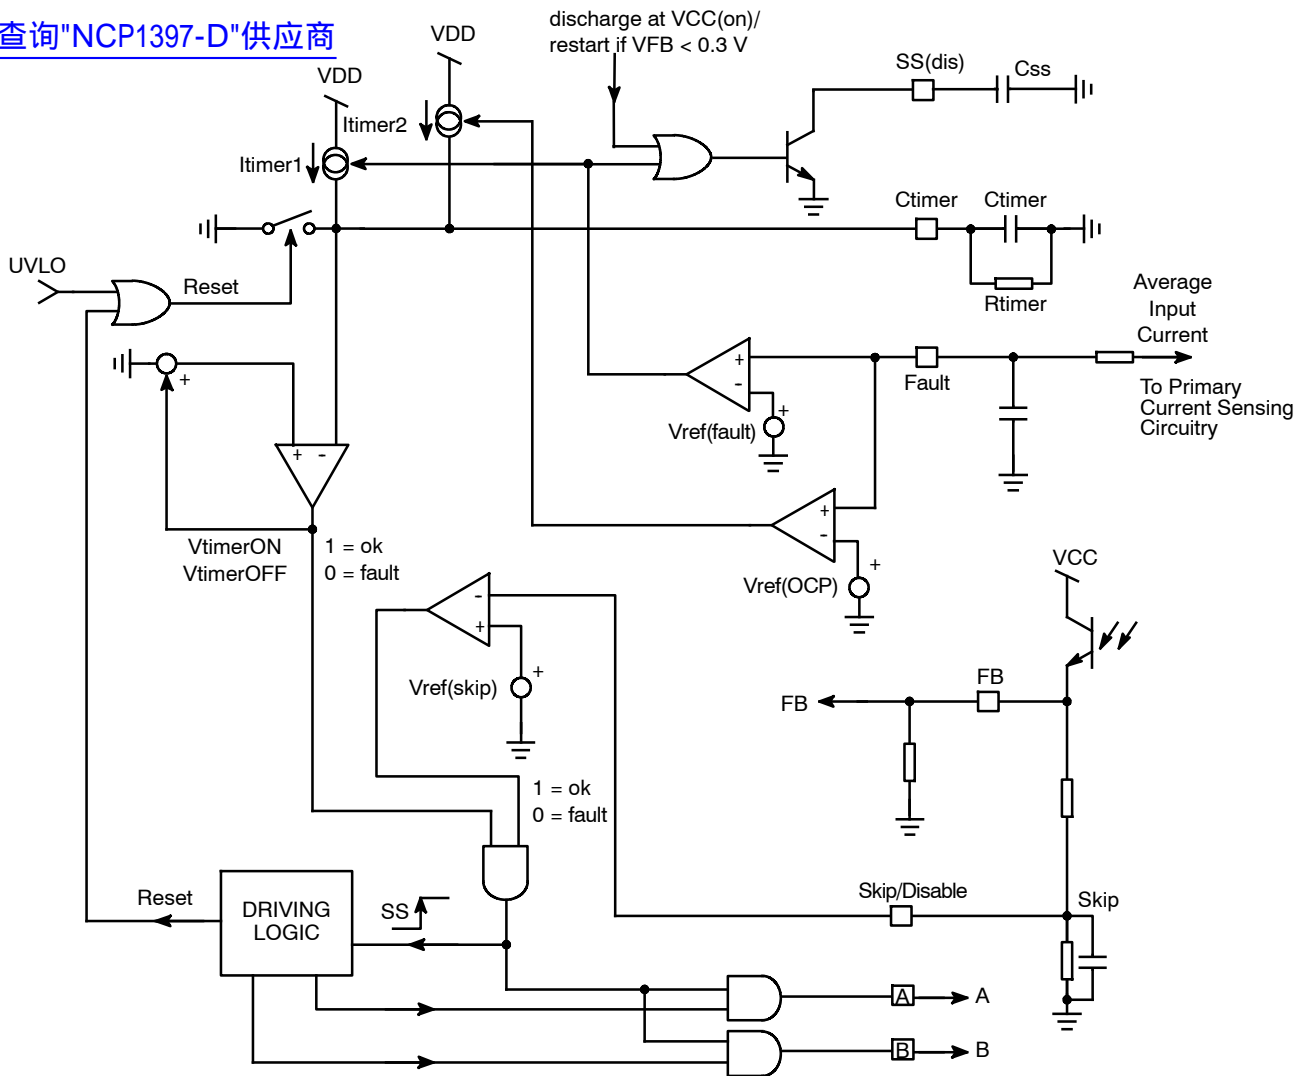 查询"NCP1397-D"供应商
discharge at VCC(on)/
restart if VFB < 0.3 V
VDD
VDD
SS(dis)
Css
Itimer2
Itimer1
Ctimer
Ctimer
Rtimer
UVLO
Reset
Average
Input
Current
+
+
-
Fault
To Primary
Current Sensing
Circuitry
+
Vref(fault)
+ -
+
-
VtimerON
VtimerOFF
1 = ok
0 = fault
+
Vref(OCP)
VCC
-
+
+
Vref(skip)
FB
FB
1 = ok
0 = fault
Reset
DRIVING
LOGIC
SS
Skip/Disable
Skip
A
A
B
B